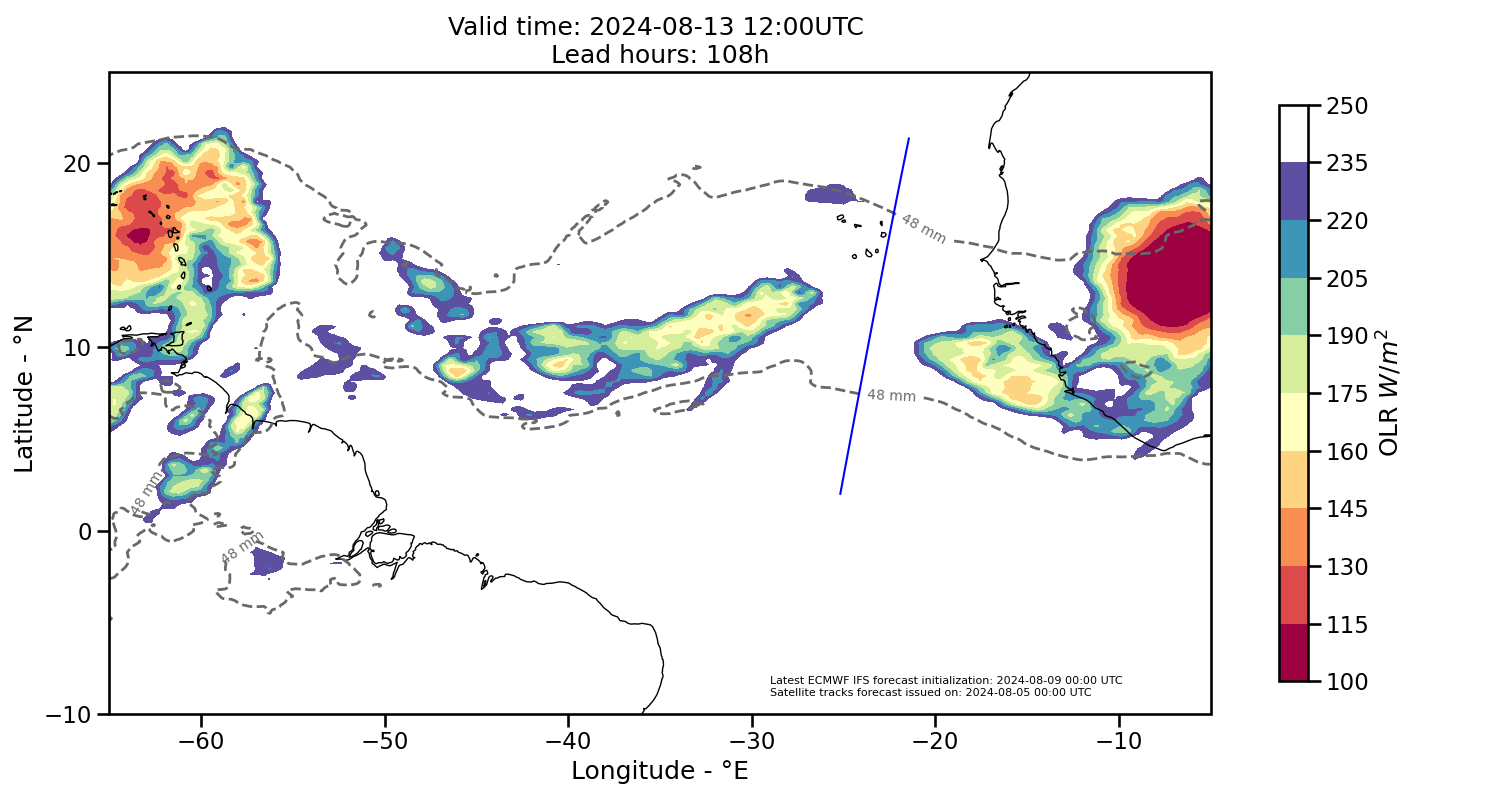 Valid time: 2024-08-13 12:00UTC
Lead hours: 108h
Latitude - °N
20
10
0
−10
−60
−50
−40
−30
−20
−10
Longitude - °E
48 mm
48 mm
48 mm
48 mm
Latest ECMWF IFS forecast initialization: 2024-08-09 00:00 UTC
Satellite tracks forecast issued on: 2024-08-05 00:00 UTC
250
235
220
205
190
175
160
145
130
115
100
OLR W/m²